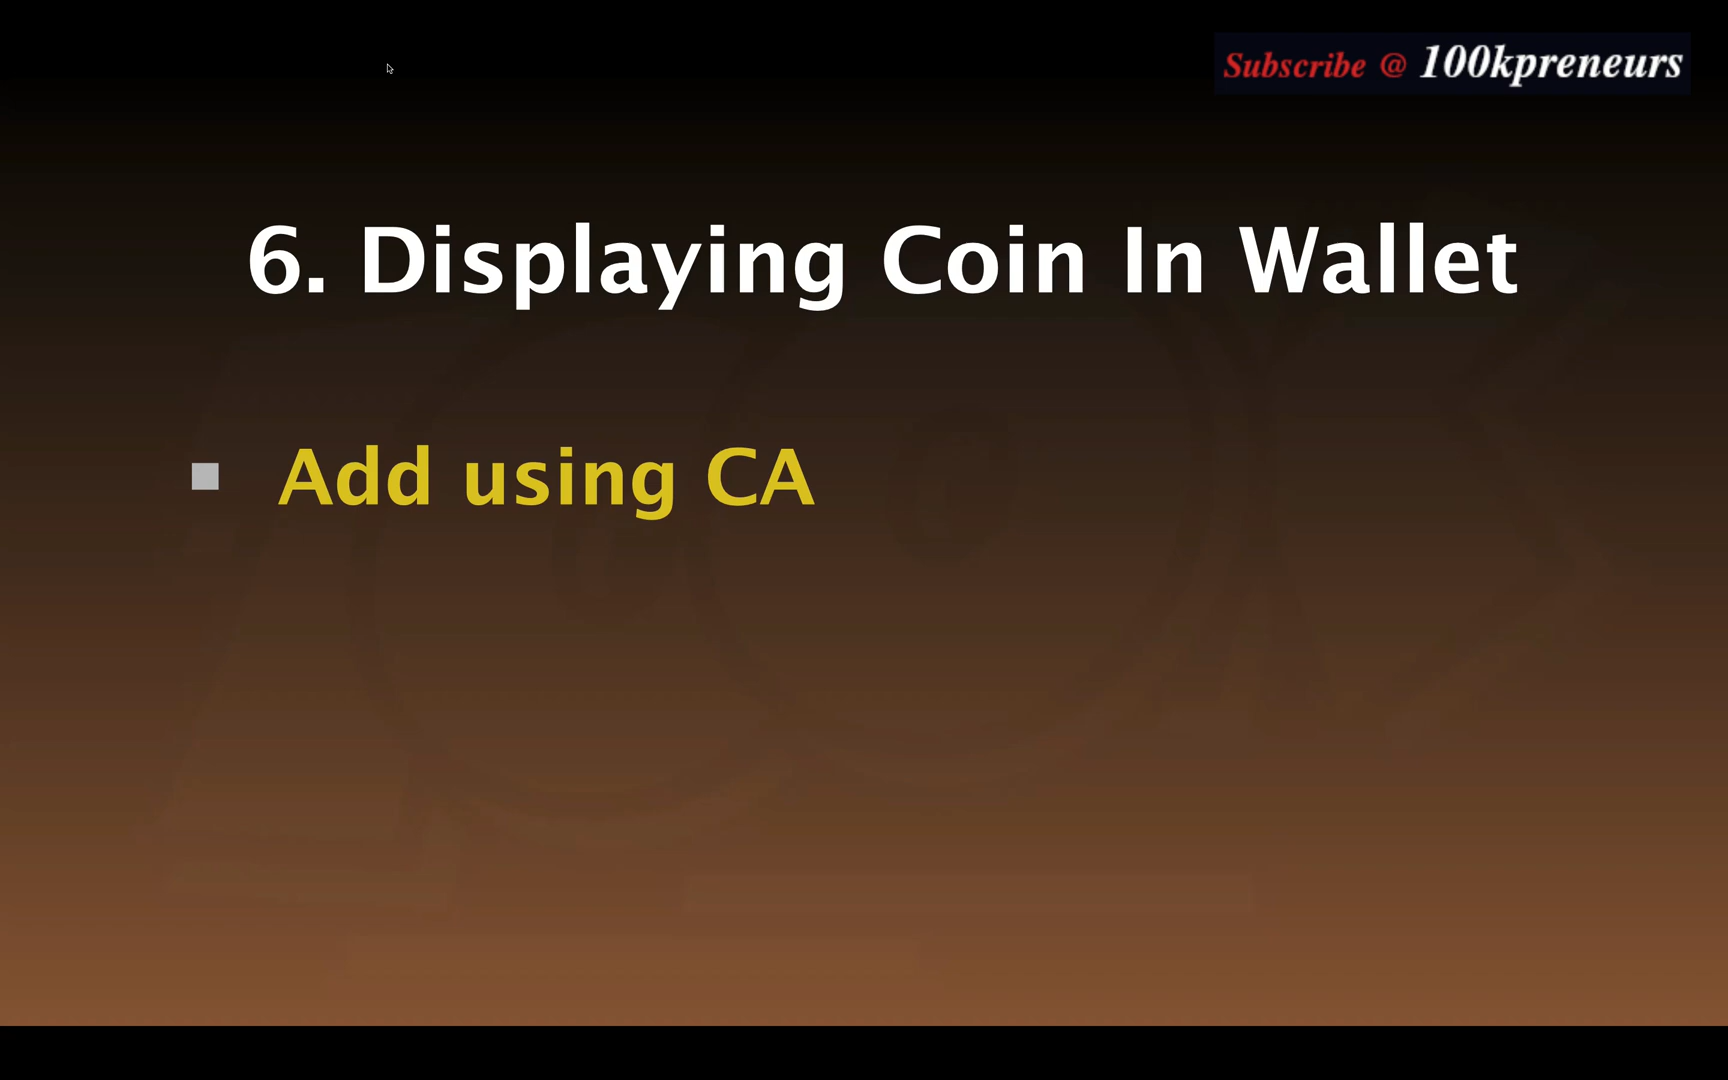 Subscribe @ 100kpreneurs
6. Displaying Coin In Wallet
Add using CA